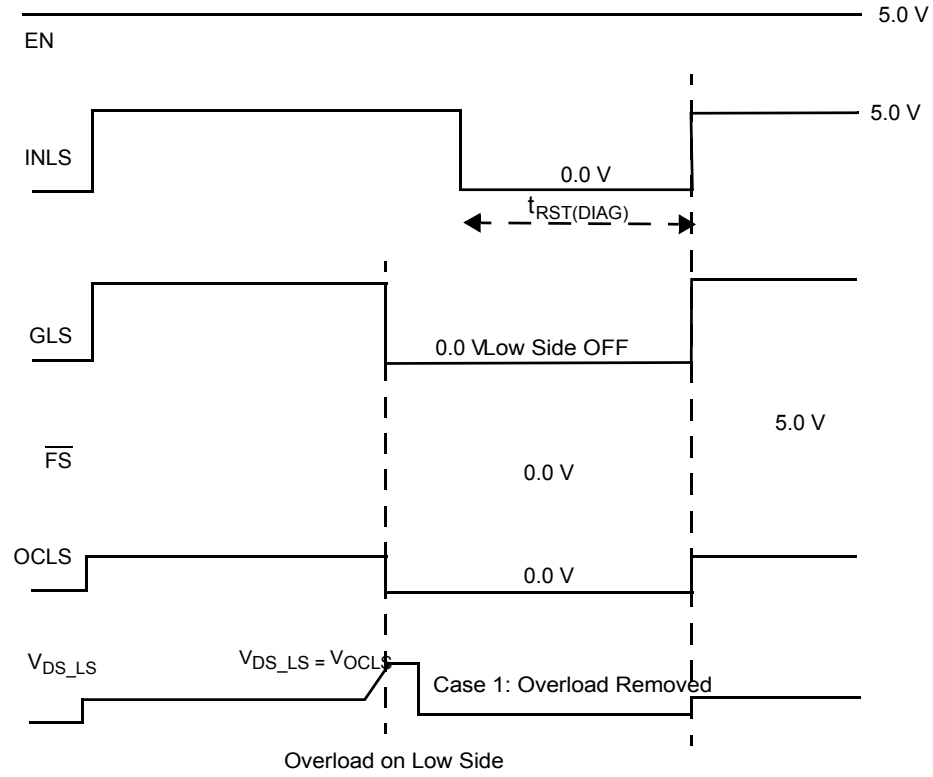 5.0 V
EN
5.0 V
INLS
0.0 V
tRST(DIAG)
GLS
0.0 V Low Side OFF
5.0 V
FS
0.0 V
OCLS
0.0 V
VDS_LS
VDS_LS = VOCLS
Case 1: Overload Removed
Overload on Low Side